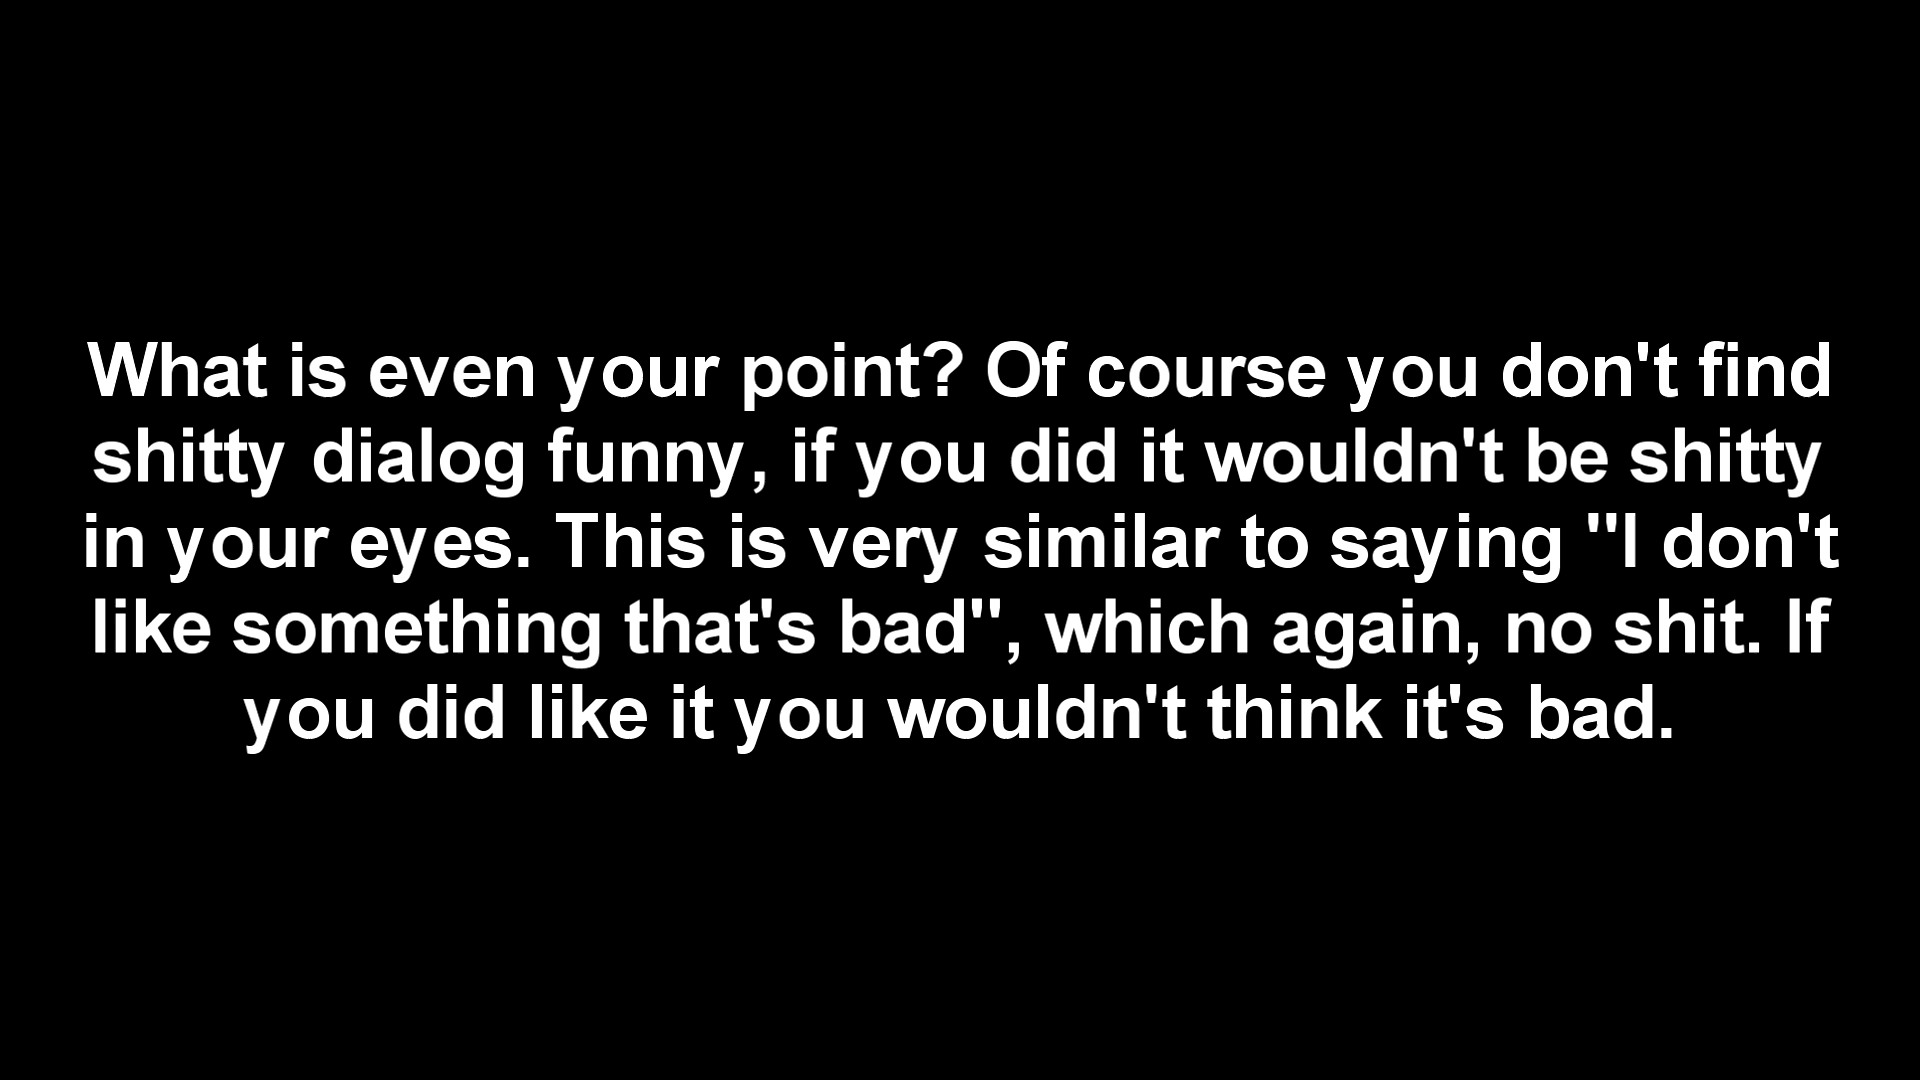 What is even your point? Of course you don't find
shitty dialog funny, if you did it wouldn't be shitty
in your eyes. This is very similar to saying "I don't
like something that's bad", which again, no shit. If
you did like it you wouldn't think it's bad.